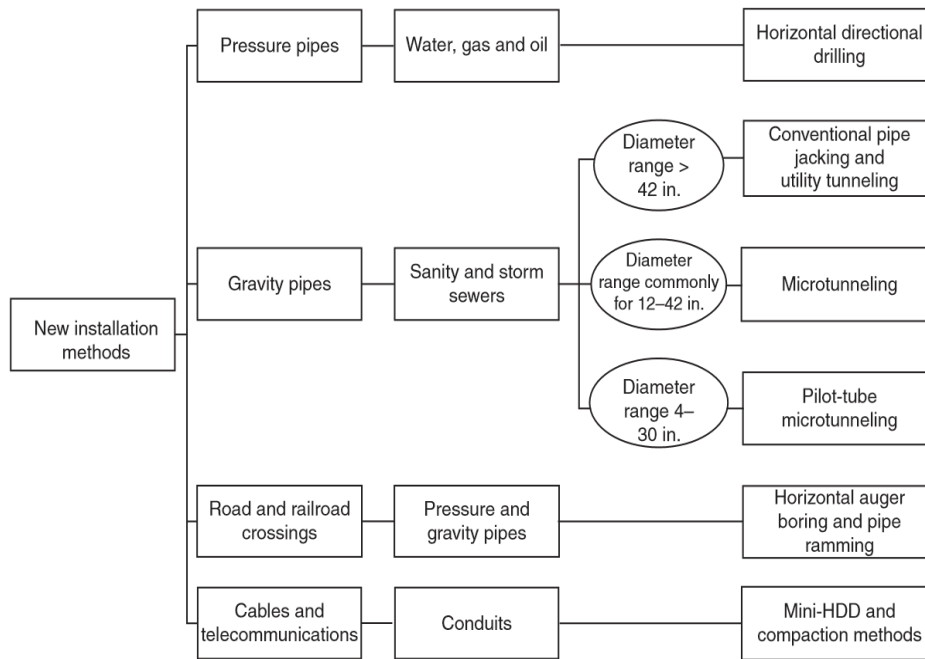 Pressure pipes
Water, gas and oil
Horizontal directional
drilling
Diameter
range >
42 in.
Conventional pipe
jacking and
utility tunneling
New installation
methods
Gravity pipes
Sanity and storm
sewers
Diameter
range commonly
for 12–42 in.
Microtunneling
Diameter
range 4–
30 in.
Pilot-tube
microtunneling
Road and railroad
crossings
Pressure and
gravity pipes
Horizontal auger
boring and pipe
ramming
Cables and
telecommunications
Conduits
Mini-HDD and
compaction methods